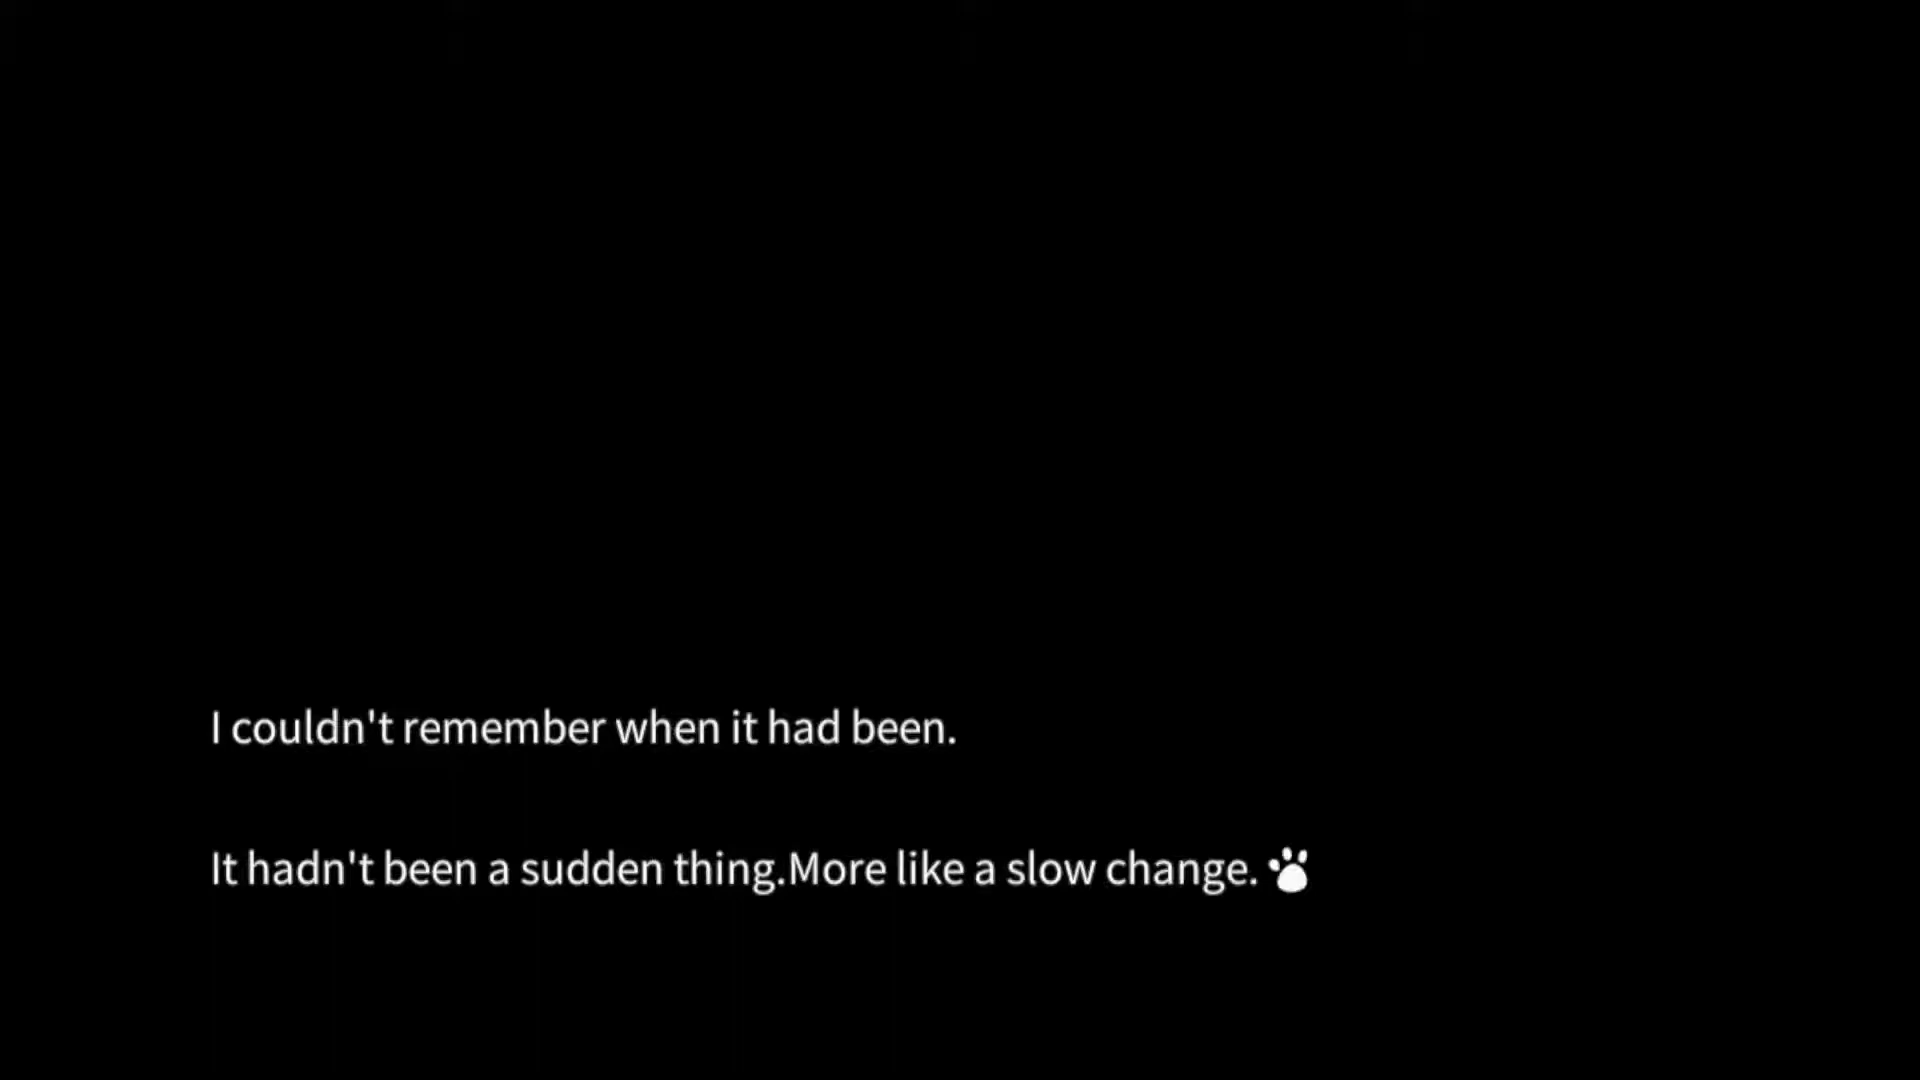 I couldn't remember when it had been.
It hadn't been a sudden thing.More like a slow change.